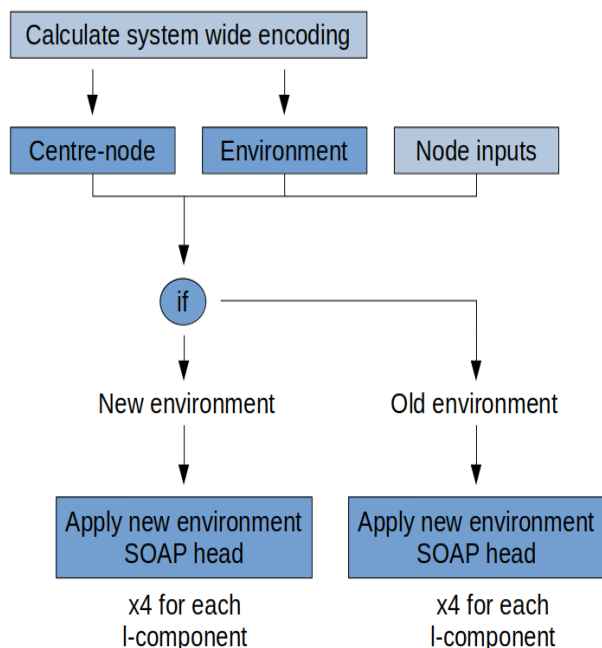 Calculate system wide encoding
Centre-node
Environment
Node inputs
if
New environment
Old environment
Apply new environment
SOAP head
Apply new environment
SOAP head
x4 for each
l-component
x4 for each
l-component